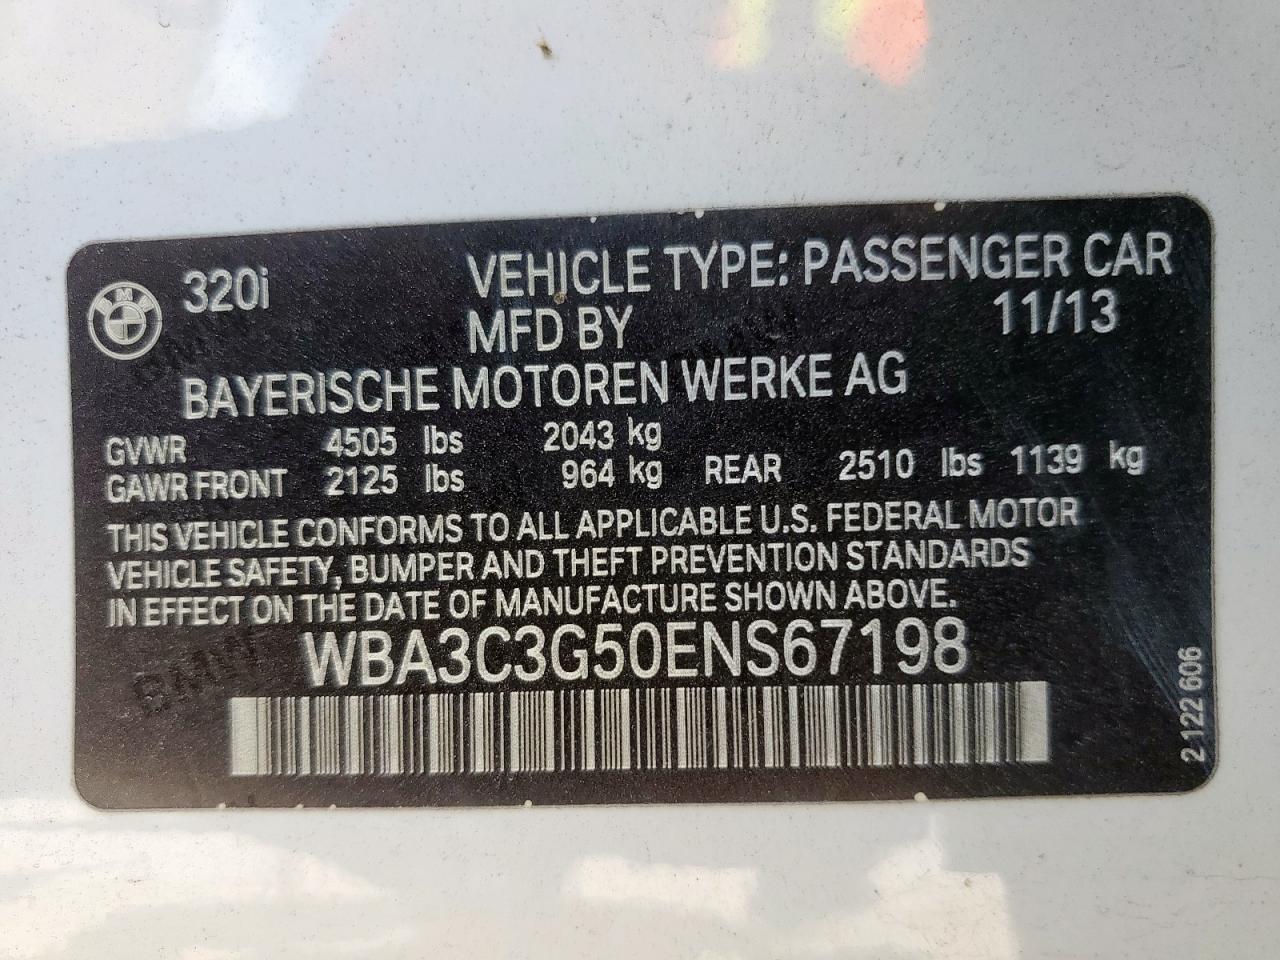 BMW 320i VEHICLE TYPE: PASSENGER CAR
MFD BY 11/13
BAYERISCHE MOTOREN WERKE AG
GVWR 4505 lbs 2043 kg
GAWR FRONT 2125 lbs 964 kg REAR 2510 lbs 1139 kg
THIS VEHICLE CONFORMS TO ALL APPLICABLE U.S. FEDERAL MOTOR
VEHICLE SAFETY, BUMPER AND THEFT PREVENTION STANDARDS
IN EFFECT ON THE DATE OF MANUFACTURE SHOWN ABOVE.
WBA3C3G50ENS67198
2 122 606
BMW